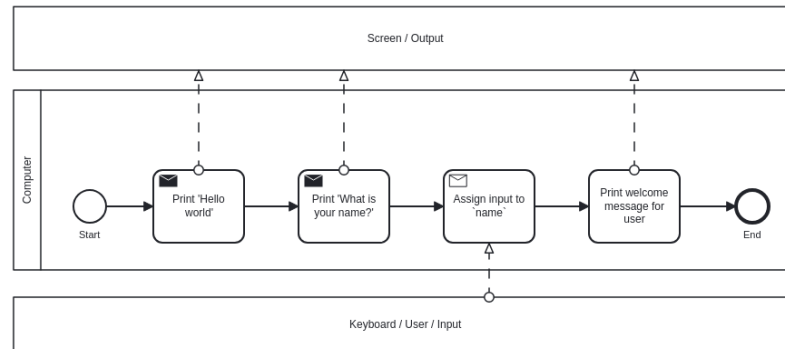 Screen / Output
Computer
Print 'Hello
world'
Print 'What is
your name?'
Assign input to
`name`
Print welcome
message for
user
Start
End
Keyboard / User / Input